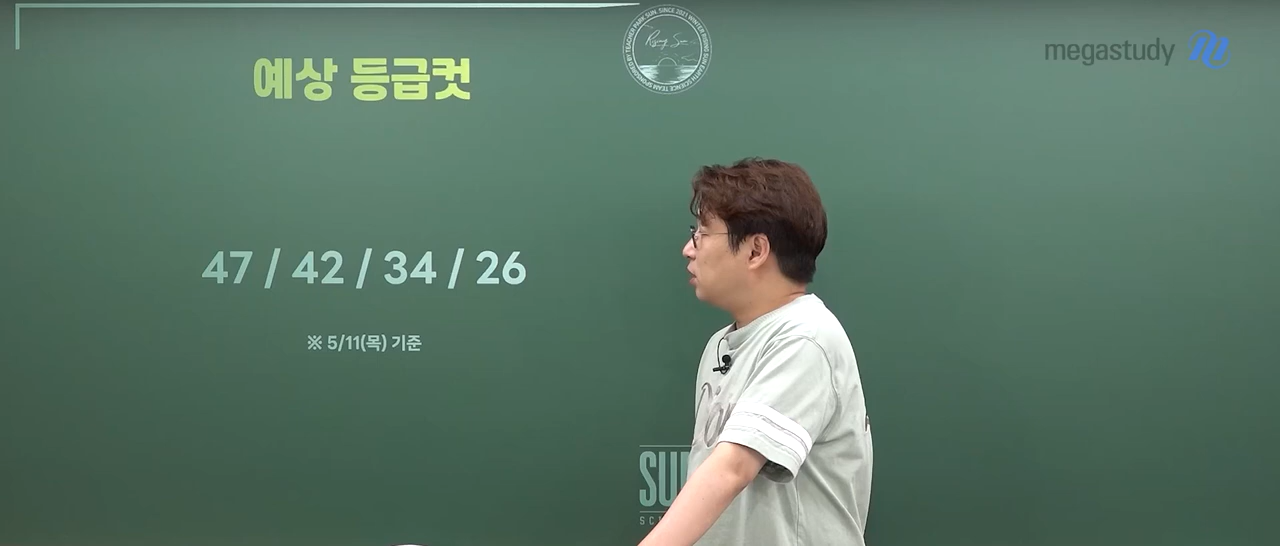 예상 등급컷
megastudy
47 / 42 / 34 / 26
※ 5/11(목) 기준